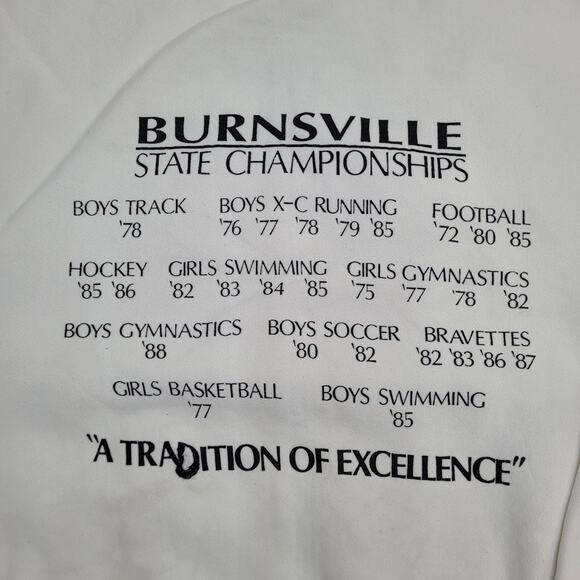 BURNSVILLE
STATE CHAMPIONSHIPS
BOYS TRACK BOYS X-C RUNNING FOOTBALL
'78 '76 '77 '78 '79 '85 '72 '80 '85
HOCKEY GIRLS SWIMMING GIRLS GYMNASTICS
'85 '86 '82 '83 '84 '85 '75 '77 '78 '82
BOYS GYMNASTICS BOYS SOCCER BRAVETTES
'88 '80 '82 '82 '83 '86 '87
GIRLS BASKETBALL BOYS SWIMMING
'77 '85
"A TRADITION OF EXCELLENCE"